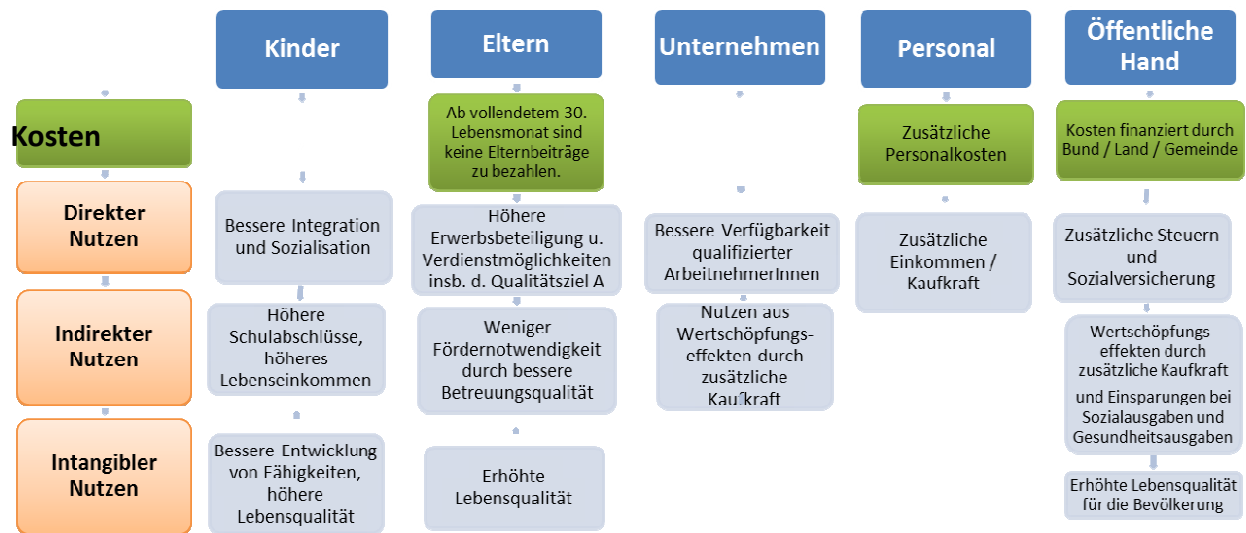 Kinder
Eltern
Unternehmen
Personal
Öffentliche
Hand
Kosten
Ab vollendetem 30.
Lebensmonat sind
keine Elternbeiträge
zu bezahlen.
Zusätzliche
Personalkosten
Kosten finanziert durch
Bund / Land / Gemeinde
Direkter
Nutzen
Bessere Integration
und Sozialisation
Höhere
Erwerbsbeteiligung u.
Verdienstmöglichkeiten
insb. d. Qualitätsziel A
Bessere Verfügbarkeit
qualifizierter
ArbeitnehmerInnen
Zusätzliche
Einkommen /
Kaufkraft
Zusätzliche Steuern
und
Sozialversicherung
Indirekter
Nutzen
Höhere
Schulabschlüsse,
höheres
Lebenseinkommen
Weniger
Fördernotwendigkeit
durch bessere
Betreuungsqualität
Nutzen aus
Wertschöpfungs-
effekten durch
zusätzliche
Kaufkraft
Wertschöpfungs
effekten durch
zusätzliche Kaufkraft
und Einsparungen bei
Sozialausgaben und
Gesundheitsausgaben
Intangibler
Nutzen
Bessere Entwicklung
von Fähigkeiten,
höhere
Lebensqualität
Erhöhte
Lebensqualität
Erhöhte Lebensqualität
für die Bevölkerung